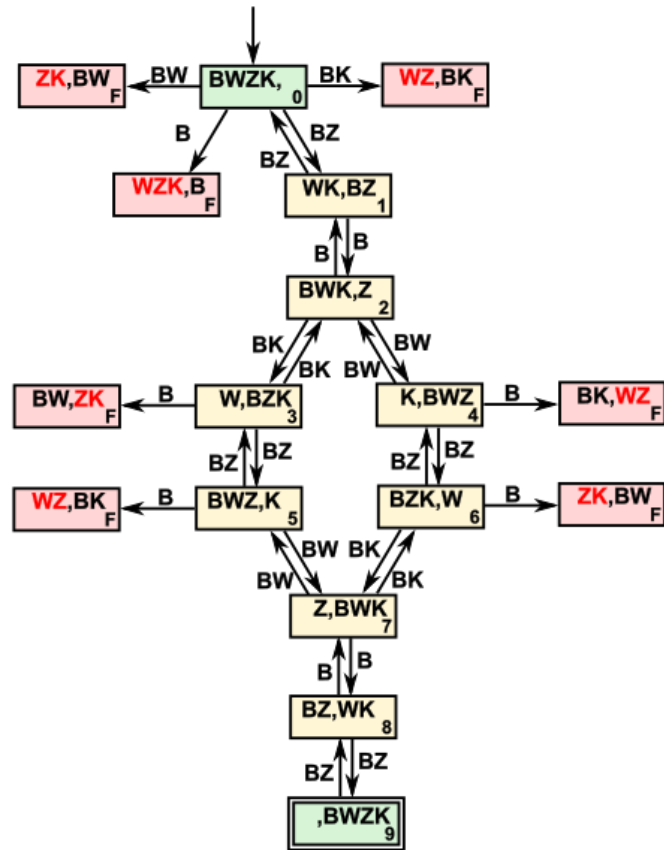 ZK,BW F
BW
BWZK, 0
BK
WZ,BK F
B
BZ
BZ
WZK,B F
WK,BZ 1
B
B
BWK,Z 2
BK
BK
BW
BW
BW,ZK F
B
W,BZK 3
K,BWZ 4
B
BK,WZ F
BZ
BZ
BZ
BZ
WZ,BK F
B
BWZ,K 5
BZK,W 6
B
ZK,BW F
BW
BW
BK
BK
Z,BWK 7
B
B
BZ,WK 8
BZ
BZ
,BWZK 9